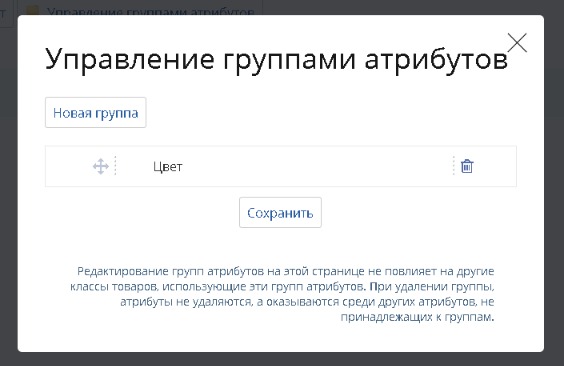 Управление группами атрибутов
Управление группами атрибутов
Новая группа
Цвет
Сохранить
Редактирование групп атрибутов на этой странице не повлияет на другие
классы товаров, использующие эти групп атрибутов. При удалении группы,
атрибуты не удаляются, а оказываются среди других атрибутов, не
принадлежащих к группам.